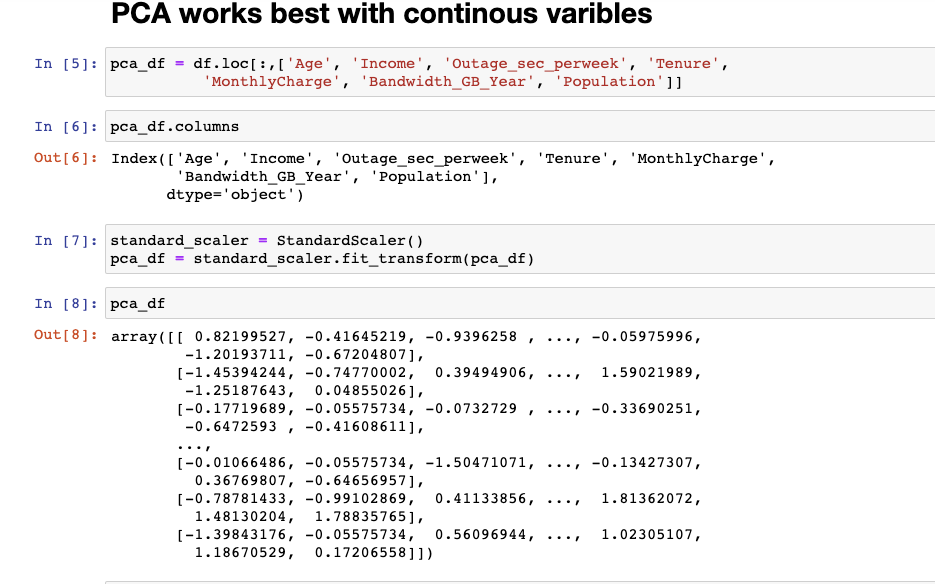 PCA works best with continous varibles
In [5]: pca_df = df.loc[:,['Age', 'Income', 'Outage_sec_perweek', 'Tenure',
'MonthlyCharge', 'Bandwidth_GB_Year', 'Population']]
In [6]: pca_df.columns
Out[6]: Index(['Age', 'Income', 'Outage_sec_perweek', 'Tenure', 'MonthlyCharge',
'Bandwidth_GB_Year', 'Population'],
dtype='object')
In [7]: standard_scaler = StandardScaler()
pca_df = standard_scaler.fit_transform(pca_df)
In [8]: pca_df
Out[8]: array([[ 0.82199527, -0.41645219, -0.9396258 , ..., -0.05975996,
-1.20193711, -0.67204807],
[-1.45394244, -0.74770002, 0.39494906, ..., 1.59021989,
-1.25187643, 0.04855026],
[-0.17719689, -0.05575734, -0.0732729 , ..., -0.33690251,
-0.6472593 , -0.41608611],
...,
[-0.01066486, -0.05575734, -1.50471071, ..., -0.13427307,
0.36769807, -0.64656957],
[-0.78781433, -0.99102869, 0.41133856, ..., 1.81362072,
1.48130204, 1.78835765],
[-1.39843176, -0.05575734, 0.56096944, ..., 1.02305107,
1.18670529, 0.17206558]])